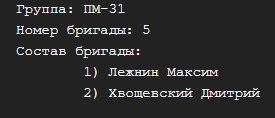 Группа: ПМ-31
Номер бригады: 5
Состав бригады:
1) Лежнин Максим
2) Хвощевский Дмитрий